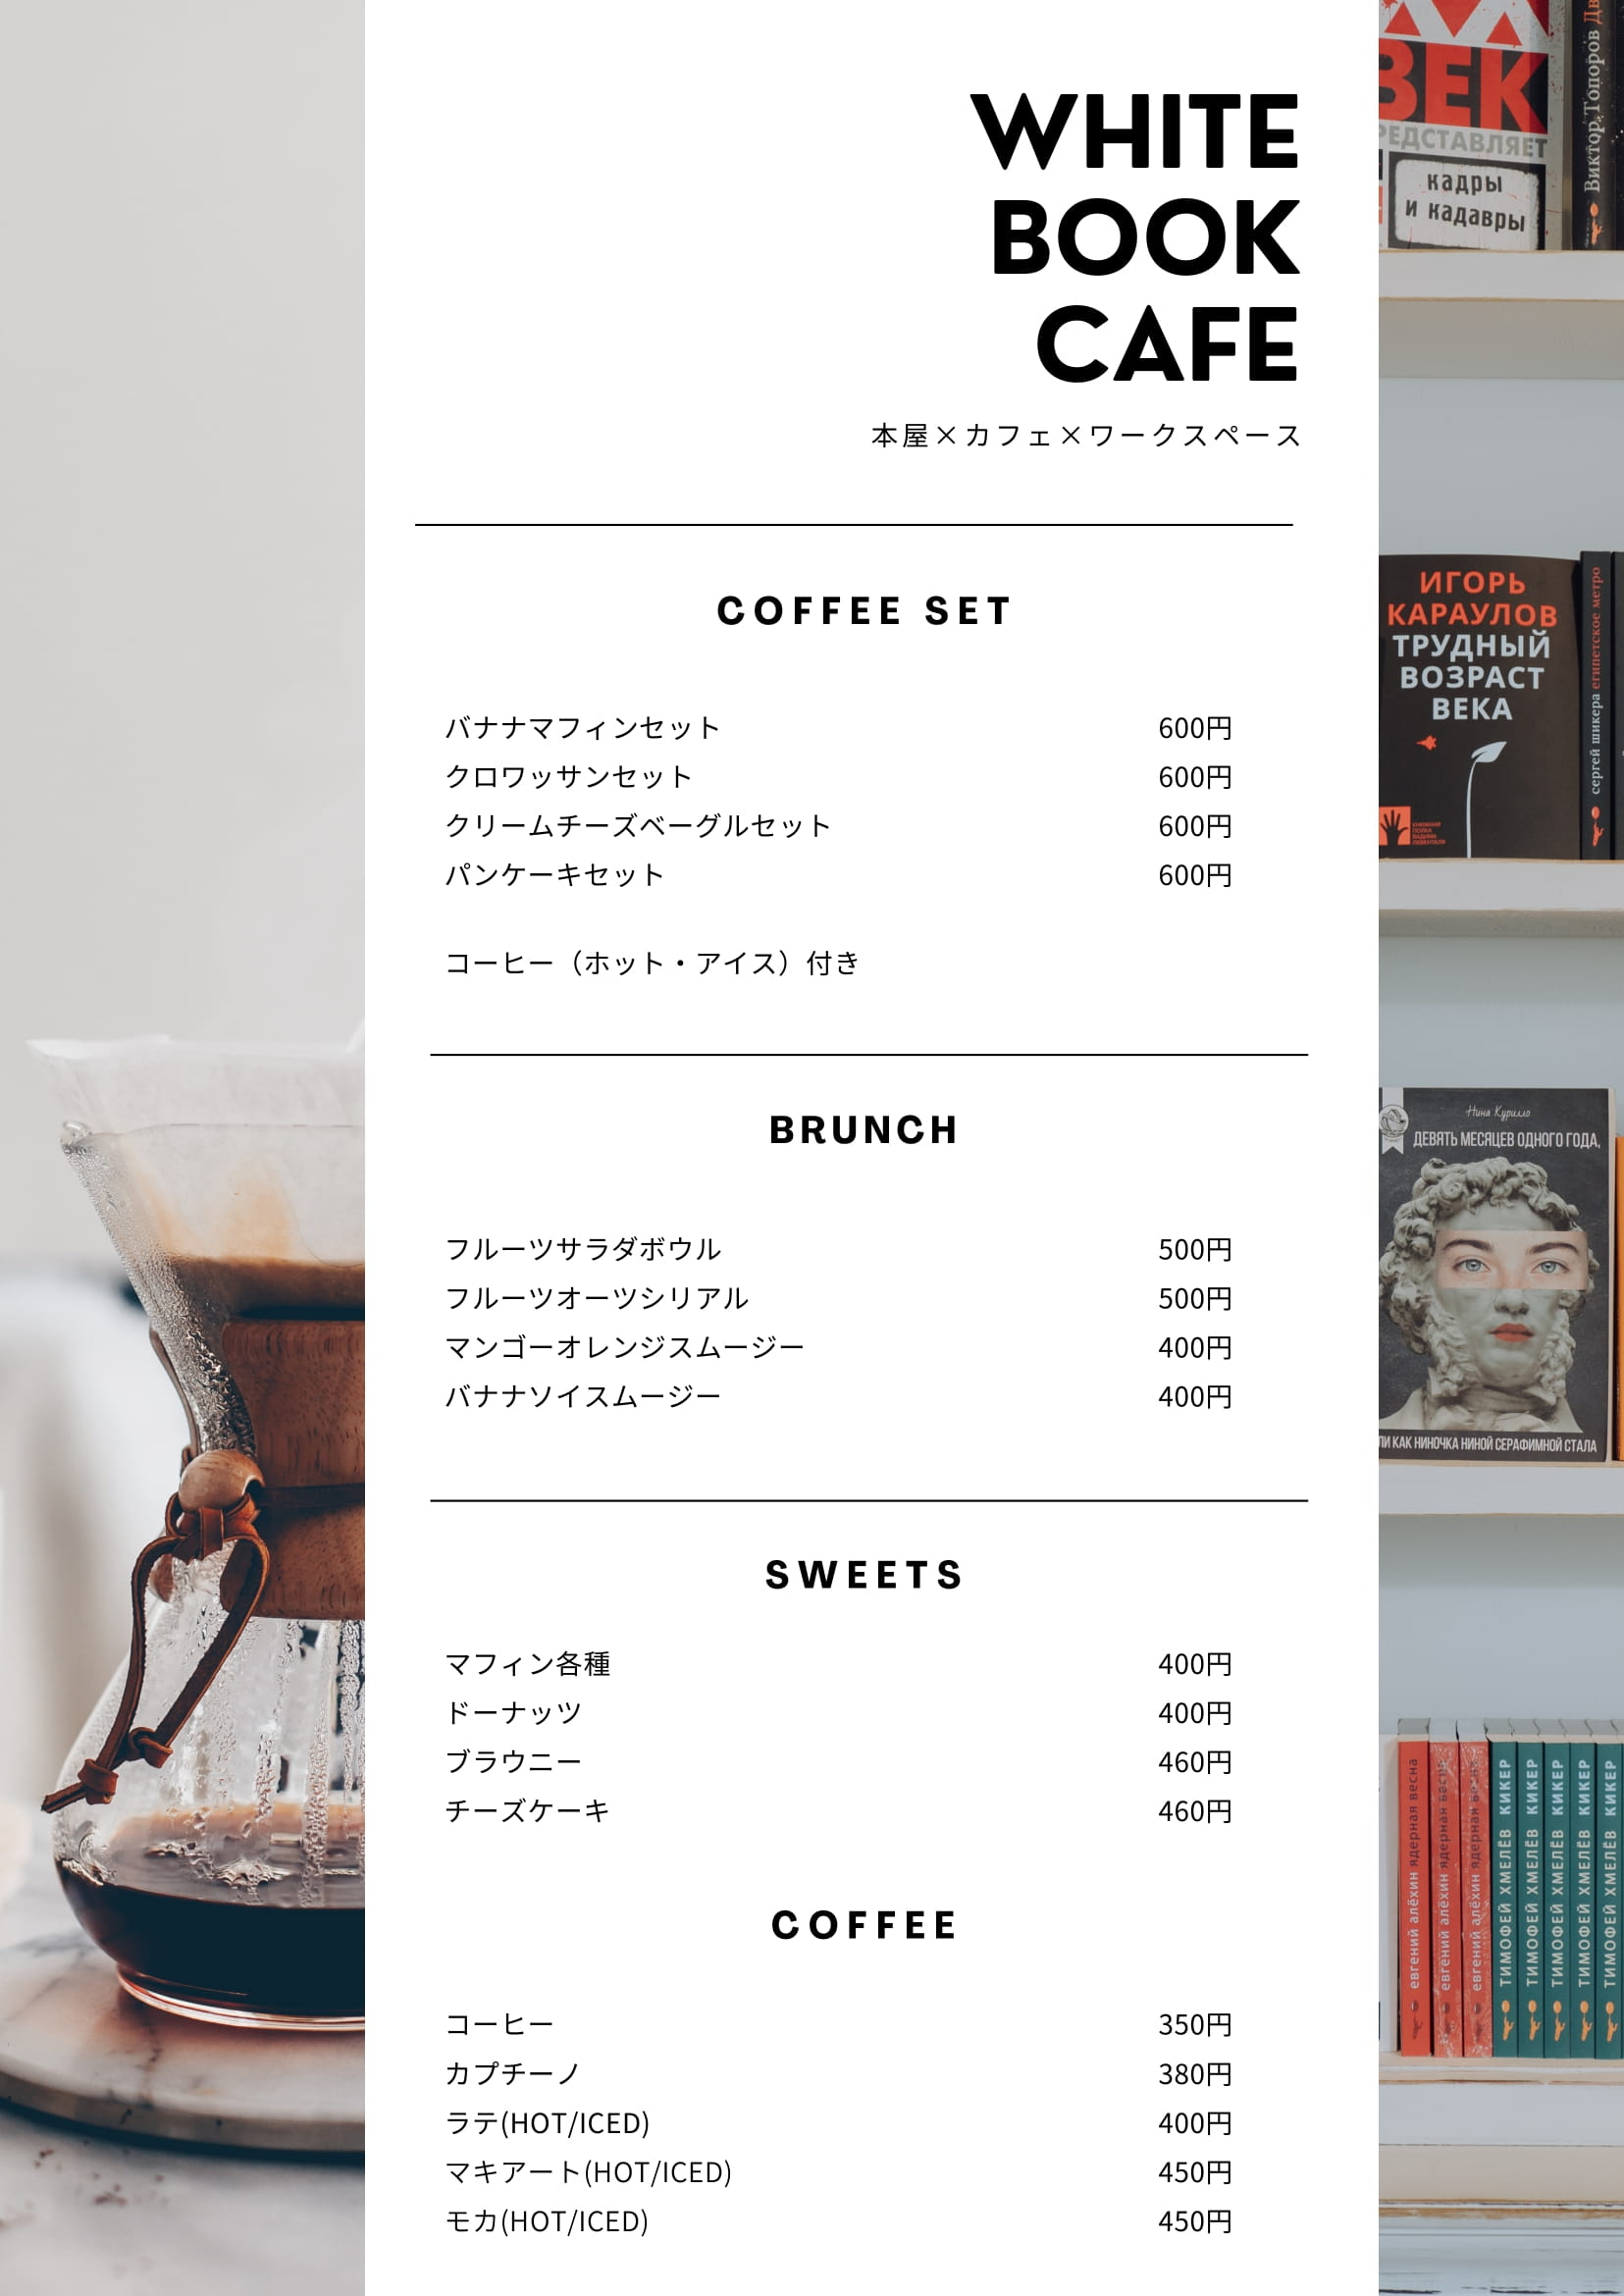 WHITE
BOOK
CAFE
本屋×カフェ×ワークスペース
COFFEE SET
バナナマフィンセット 600円
クロワッサンセット 600円
クリームチーズベーグルセット 600円
パンケーキセット 600円
コーヒー（ホット・アイス）付き
BRUNCH
フルーツサラダボウル 500円
フルーツオーツシリアル 500円
マンゴーオレンジスムージー 400円
バナナソイスムージー 400円
SWEETS
マフィン各種 400円
ドーナッツ 400円
ブラウニー 460円
チーズケーキ 460円
COFFEE
コーヒー 350円
カプチーノ 380円
ラテ(HOT/ICED) 400円
マキアート(HOT/ICED) 450円
モカ(HOT/ICED) 450円
ВЕК
кадры
и кадавры
Виктор Топоров
ИГОРЬ
КАРАУЛОВ
ТРУДНЫЙ
ВОЗРАСТ
ВЕКА
сергей шикера египетское метро
Нина Курилло
ДЕВЯТЬ МЕСЯЦЕВ ОДНОГО ГОДА,
КАК НИНОЧКА НИНОЙ СЕРАФИМНОЙ СТАЛА
евгений алёхин ядерная весна
евгений алёхин ядерная весна
евгений алёхин ядерная весна
ТИМОФЕЙ ХМЕЛЁВ КИКЕР
ТИМОФЕЙ ХМЕЛЁВ КИКЕР
ТИМОФЕЙ ХМЕЛЁВ КИКЕР
ТИМОФЕЙ ХМЕЛЁВ КИКЕР
ТИМОФЕЙ ХМЕЛЁВ КИКЕР